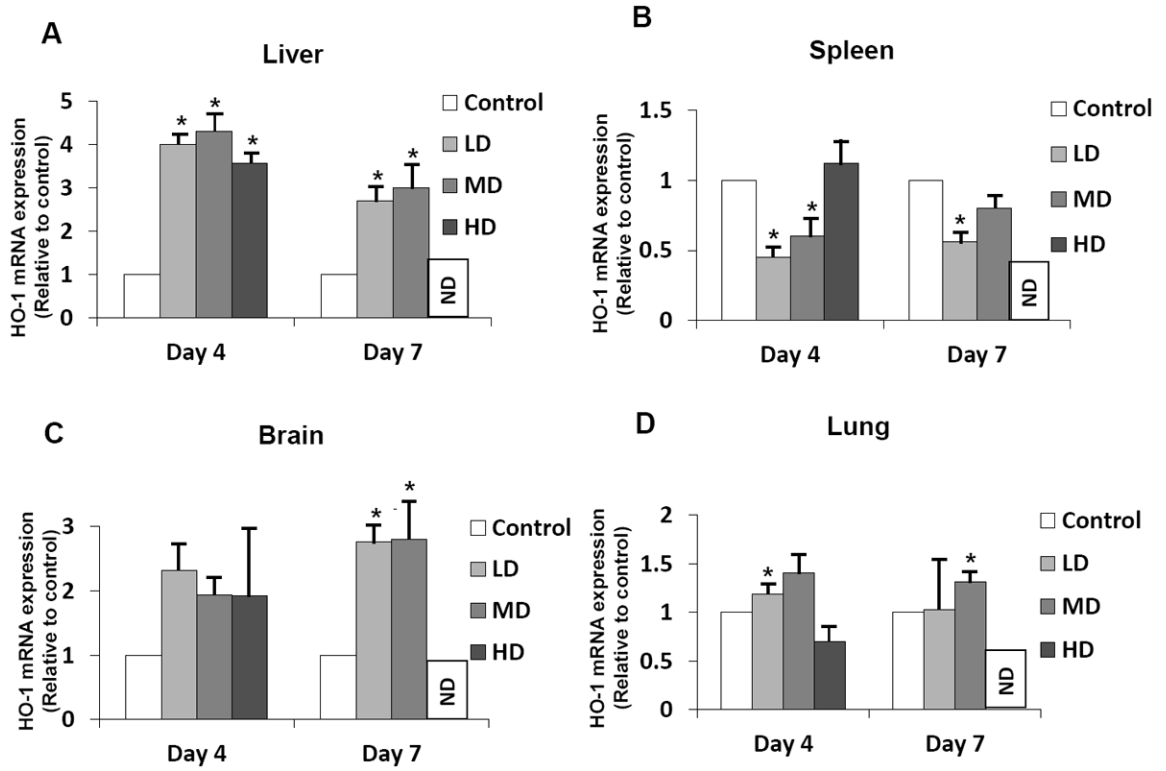 A
Liver
HO-1 mRNA expression
(Relative to control)
5
4
3
2
1
0
* * *
* *
ND
Day 4 Day 7
Control
LD
MD
HD
B
Spleen
HO-1 mRNA expression
(Relative to control)
1.5
1
0.5
0
* *
*
ND
Day 4 Day 7
Control
LD
MD
HD
C
Brain
HO-1 mRNA expression
(Relative to control)
3
2
1
0
* *
ND
Day 4 Day 7
Control
LD
MD
HD
D
Lung
HO-1 mRNA expression
(Relative to control)
2
1.5
1
0.5
0
*
*
ND
Day 4 Day 7
Control
LD
MD
HD